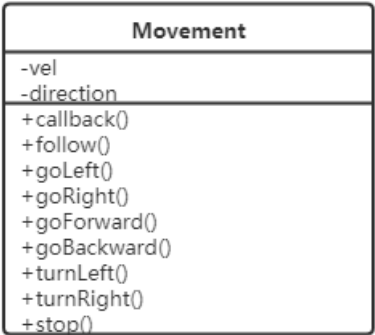 Movement
-vel
-direction
+callback()
+follow()
+goLeft()
+goRight()
+goForward()
+goBackward()
+turnLeft()
+turnRight()
+stop()